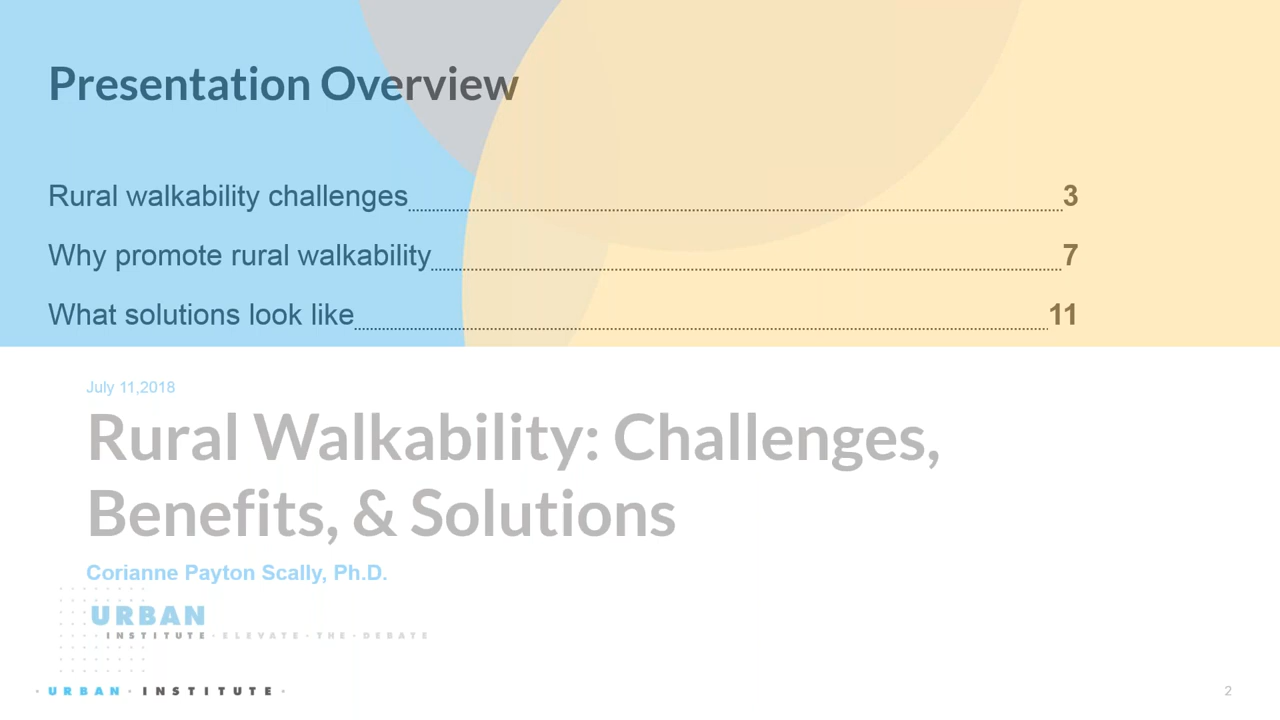 Presentation Overview
Rural walkability challenges 3
Why promote rural walkability 7
What solutions look like 11
July 11,2018
Rural Walkability: Challenges,
Benefits, & Solutions
Corianne Payton Scally, Ph.D.
URBAN
INSTITUTE · ELEVATE · THE · DEBATE
· URBAN · INSTITUTE ·
2